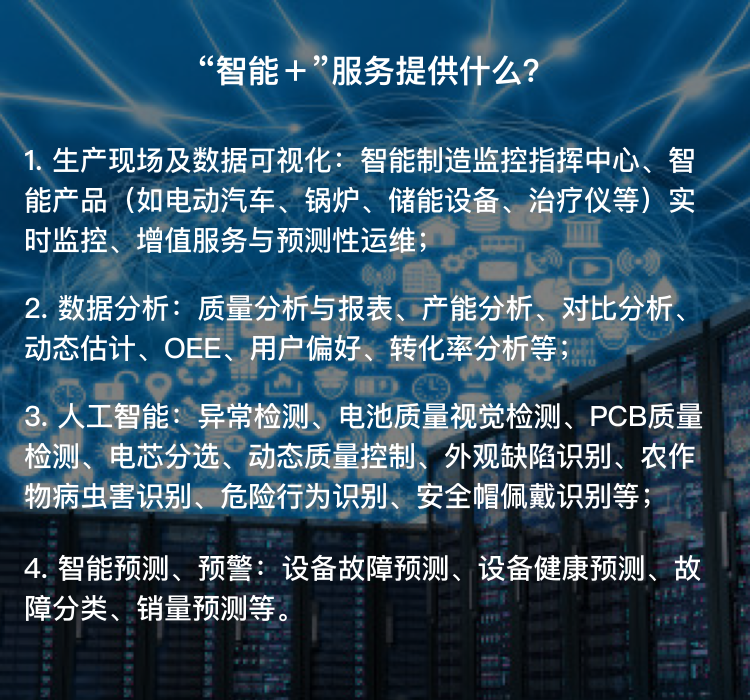 “智能＋”服务提供什么？
1. 生产现场及数据可视化：智能制造监控指挥中心、智
能产品（如电动汽车、锅炉、储能设备、治疗仪等）实
时监控、增值服务与预测性运维；
2. 数据分析：质量分析与报表、产能分析、对比分析、
动态估计、OEE、用户偏好、转化率分析等；
3. 人工智能：异常检测、电池质量视觉检测、PCB质量
检测、电芯分选、动态质量控制、外观缺陷识别、农作
物病虫害识别、危险行为识别、安全帽佩戴识别等；
4. 智能预测、预警：设备故障预测、设备健康预测、故
障分类、销量预测等。